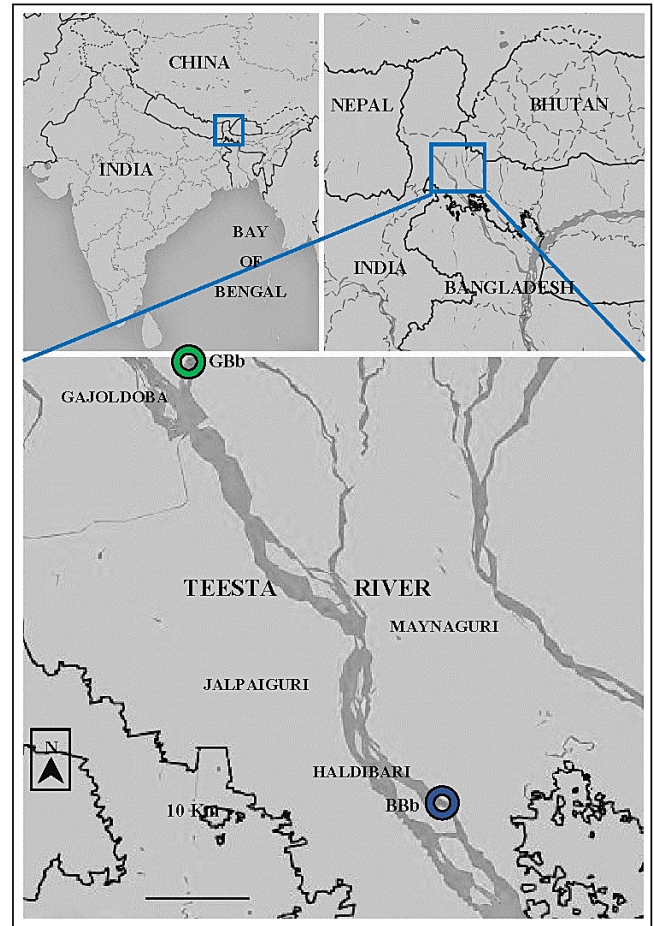 CHINA
INDIA
BAY
OF
BENGAL
NEPAL
BHUTAN
INDIA
BANGLADESH
GBb
GAJOLDOBA
TEESTA RIVER
MAYNAGURI
JALPAIGURI
N
HALDIBARI
BBb
10 Km